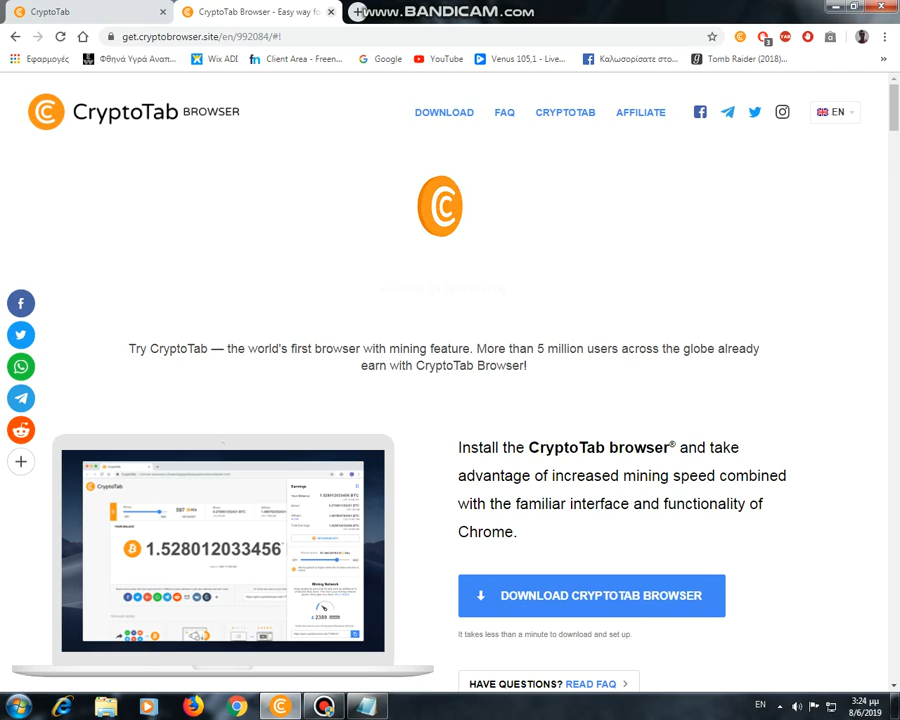 CryptoTab
CryptoTab Browser - Easy way fo
www.BANDICAM.com
get.cryptobrowser.site/en/992084/#!
Εφαρμογές
Φθηνά Υγρά Αναπ...
Wix ADI
Client Area - Freen...
Google
YouTube
Venus 105,1 - Live...
Καλωσορίσατε στο...
Tomb Raider (2018)...
»
CryptoTab BROWSER
DOWNLOAD
FAQ
CRYPTOTAB
AFFILIATE
EN
Try CryptoTab — the world's first browser with mining feature. More than 5 million users across the globe already
earn with CryptoTab Browser!
CryptoTab
1.528012033456
Mining Network
2389
Install the CryptoTab browser® and take
advantage of increased mining speed combined
with the familiar interface and functionality of
Chrome.
DOWNLOAD CRYPTOTAB BROWSER
It takes less than a minute to download and set up.
HAVE QUESTIONS? READ FAQ >
EN
3:24 μμ
8/6/2019